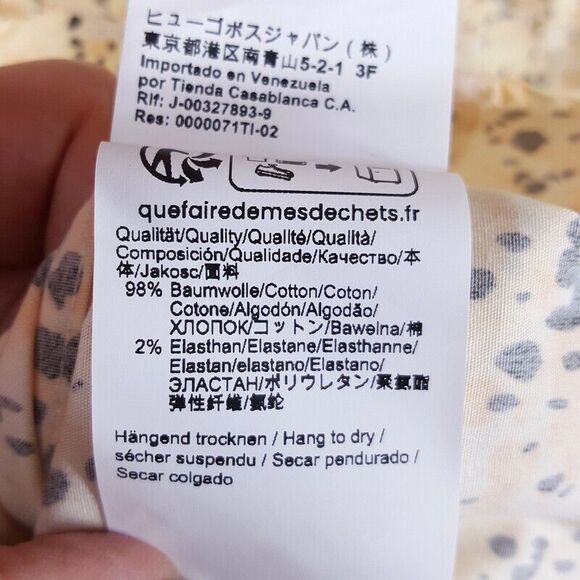 ヒューゴボスジャパン(株)
東京都港区南青山5-2-1 3F
Importado en Venezuela
por Tienda Casablanca C.A.
Rif: J-00327893-9
Res: 0000071TI-02
quefairedemesdechets.fr
Qualität/Quality/Qualité/Qualità/
Composición/Qualidade/Качество/本
体/Jakosc/面料
98% Baumwolle/Cotton/Coton/
Cotone/Algodón/Algodão/
ХЛОПОК/コットン/Bawelna/棉
2% Elasthan/Elastane/Elasthanne/
Elastan/elastano/Elastano/
ЭЛАСТАН/ポリウレタン/聚氨酯
弹性纤维/氨纶
Hängend trocknen / Hang to dry /
sécher suspendu / Secar pendurado /
Secar colgado